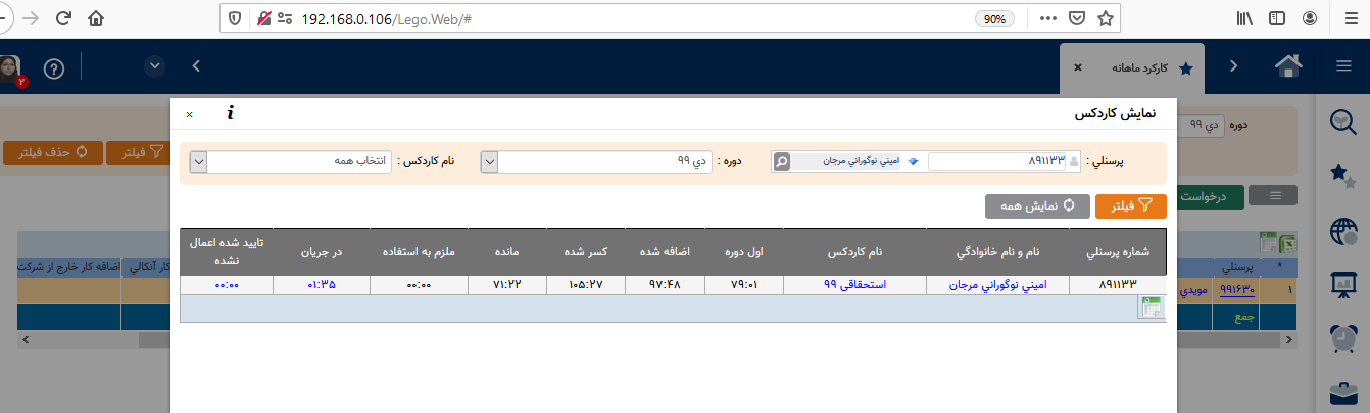 192.168.0.106/Lego.Web/#
90%
کارکرد ماهانه
نمایش کاردکس
دوره
دي ۹۹
پرسنلي :
۸۹۱۱۳۳
اميني نوگوراني مرجان
دوره :
دي ۹۹
نام کاردکس :
انتخاب همه
فیلتر
حذف فیلتر
فیلتر
نمایش همه
درخواست
شماره پرسنلي
نام و نام خانوادگي
نام کاردکس
اول دوره
اضافه شده
کسر شده
مانده
ملزم به استفاده
در جریان
تایید شده اعمال
نشده
۸۹۱۱۳۳
اميني نوگوراني مرجان
استحقاقی ۹۹
۷۹:۰۱
۹۷:۴۸
۱۰۵:۲۷
۷۱:۲۲
۰۰:۰۰
۰۱:۳۵
۰۰:۰۰
*
پرسنلي
کار آنکالي
اضافه کار خارج از شرکت
۱
۹۹۱۶۳۰
مویدي
جمع